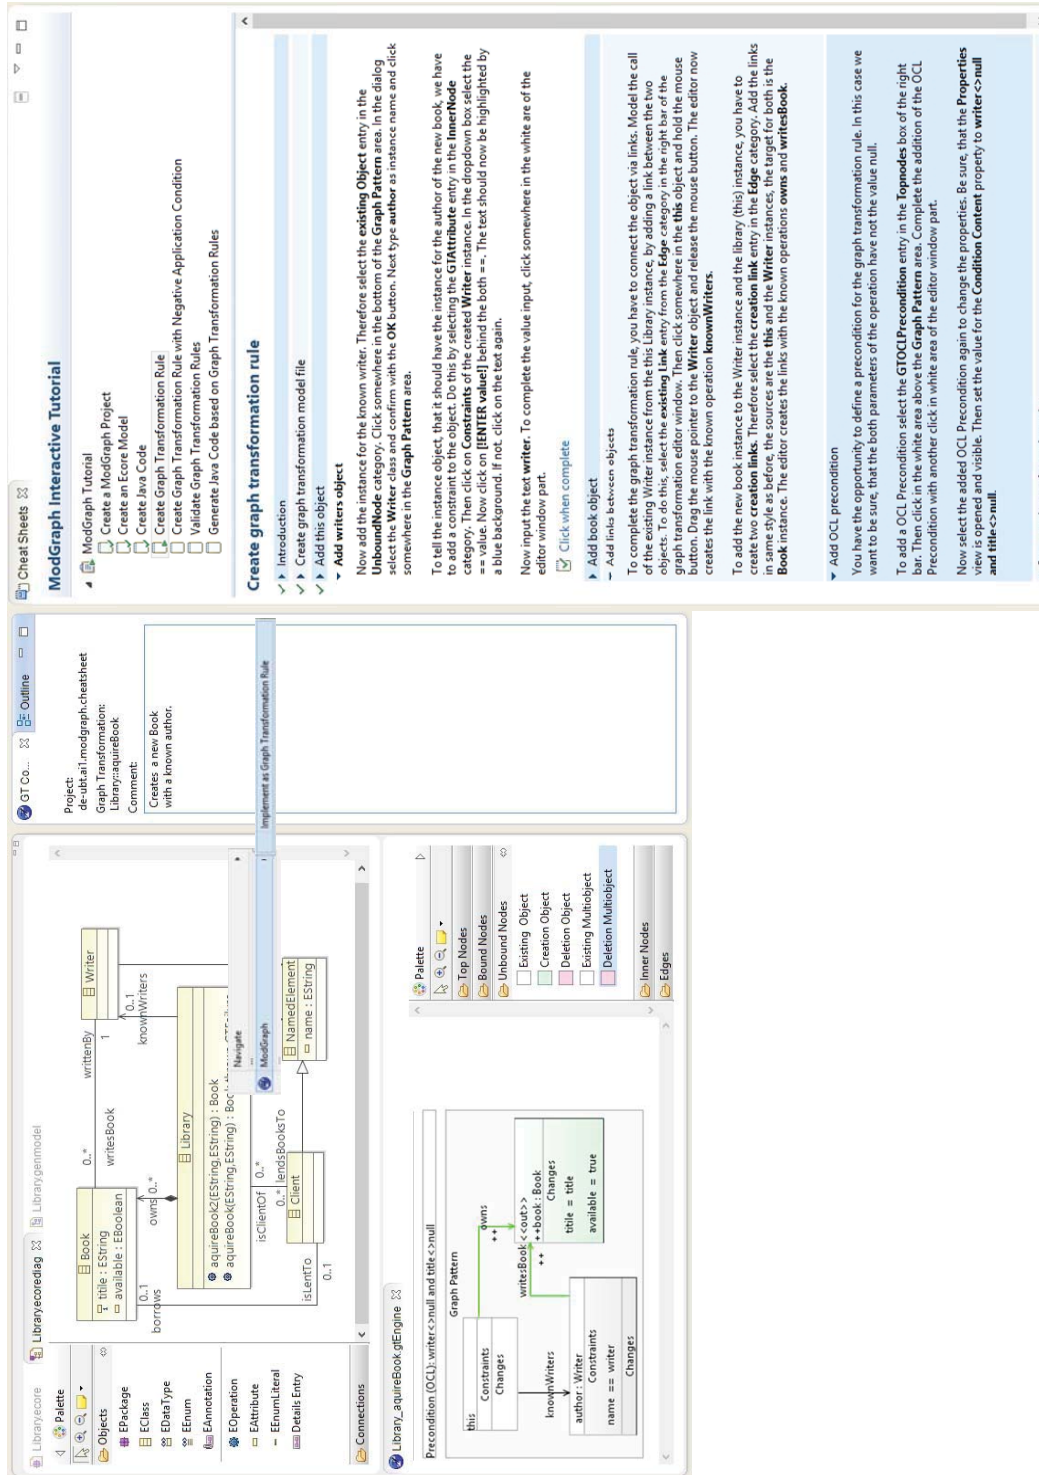 Library.ecore
Library.ecorediag
Library.genmodel
Palette
Objects
EPackage
EClass
EDataType
EEnum
EAnnotation
EOperation
EAttribute
EEnumLiteral
Details Entry
Connections
Book
titile : EString
available : EBoolean
0..1
borrows
0..*
writesBook
writtenBy
1
Writer
owns 0..*
knownWriters
0..1
Library
aquireBook2(EString,EString) : Book
aquireBook(EString,EString) : Book
isClientOf
0..*
0..*
lendsBooksTo
isLentTo
0..1
Client
NamedElement
name : EString
Navigate
ModGraph
Implement as Graph Transformation Rule
GT Co...
Outline
Project:
de-ubt.ai1.modgraph.cheatsheet
Graph Transformation:
Library::aquireBook
Comment:
Creates a new Book
with a known author.
Library_aquireBook.gtEngine
Precondition (OCL): writer<>null and title<>null
Graph Pattern
this
Constraints
Changes
owns
++
knownWriters
writesBook
++
<<out>>
++book : Book
Changes
titile = title
available = true
author : Writer
Constraints
name == writer
Changes
Palette
Top Nodes
Bound Nodes
Unbound Nodes
Existing Object
Creation Object
Deletion Object
Existing Multiobject
Deletion Multiobject
Inner Nodes
Edges
Cheat Sheets
ModGraph Interactive Tutorial
ModGraph Tutorial
Create a ModGraph Project
Create an Ecore Model
Create Java Code
Create Graph Transformation Rule
Create Graph Transformation Rule with Negative Application Condition
Validate Graph Transformation Rules
Generate Java Code based on Graph Transformation Rules
Create graph transformation rule
Introduction
Create graph transformation model file
Add this object
Add writers object
Now add the instance for the known writer. Therefore select the existing Object entry in the
UnboundNode category. Click somewhere in the bottom of the Graph Pattern area. In the dialog
select the Writer class and confirm with the OK button. Next type author as instance name and click
somewhere in the Graph Pattern area.
To tell the instance object, that it should have the instance for the author of the new book, we have
to add a constraint to the object. Do this by selecting the GTAttribute entry in the InnerNode
category. Then click on Constraints of the created Writer instance. In the dropdown box select the
== value. Now click on [!ENTER value!] behind the both ==. The text should now be highlighted by
a blue background. If not, click on the text again.
Now input the text writer. To complete the value input, click somewhere in the white are of the
editor window part.
Click when complete
Add book object
Add links between objects
To complete the graph transformation rule, you have to connect the object via links. Model the call
of the existing Writer instance from the this Library instance, by adding a link between the two
objects. To do this, select the existing Link entry from the Edge category in the right bar of the
graph transformation editor window. Then click somewhere in the this object and hold the mouse
button. Drag the mouse pointer to the Writer object and release the mouse button. The editor now
creates the link with the known operation knownWriters.
To add the new book instance to the Writer instance and the library (this) instance, you have to
create two creation links. Therefore select the creation link entry in the Edge category. Add the links
in same style as before, the sources are the this and the Writer instances, the target for both is the
Book instance. The editor creates the links with the known operations owns and writesBook.
Add OCL precondition
You have the opportunity to define a precondition for the graph transformation rule. In this case we
want to be sure, that the both parameters of the operation have not the value null.
To add a OCL Precondition select the GTOCLPrecondition entry in the Topnodes box of the right
bar. Then click in the white area above the Graph Pattern area. Complete the addition of the OCL
Precondition with another click in white area of the editor window part.
Now select the added OCL Precondition again to change the properties. Be sure, that the Properties
view is opened and visible. Then set the value for the Condition Content property to writer<>null
and title<>null.